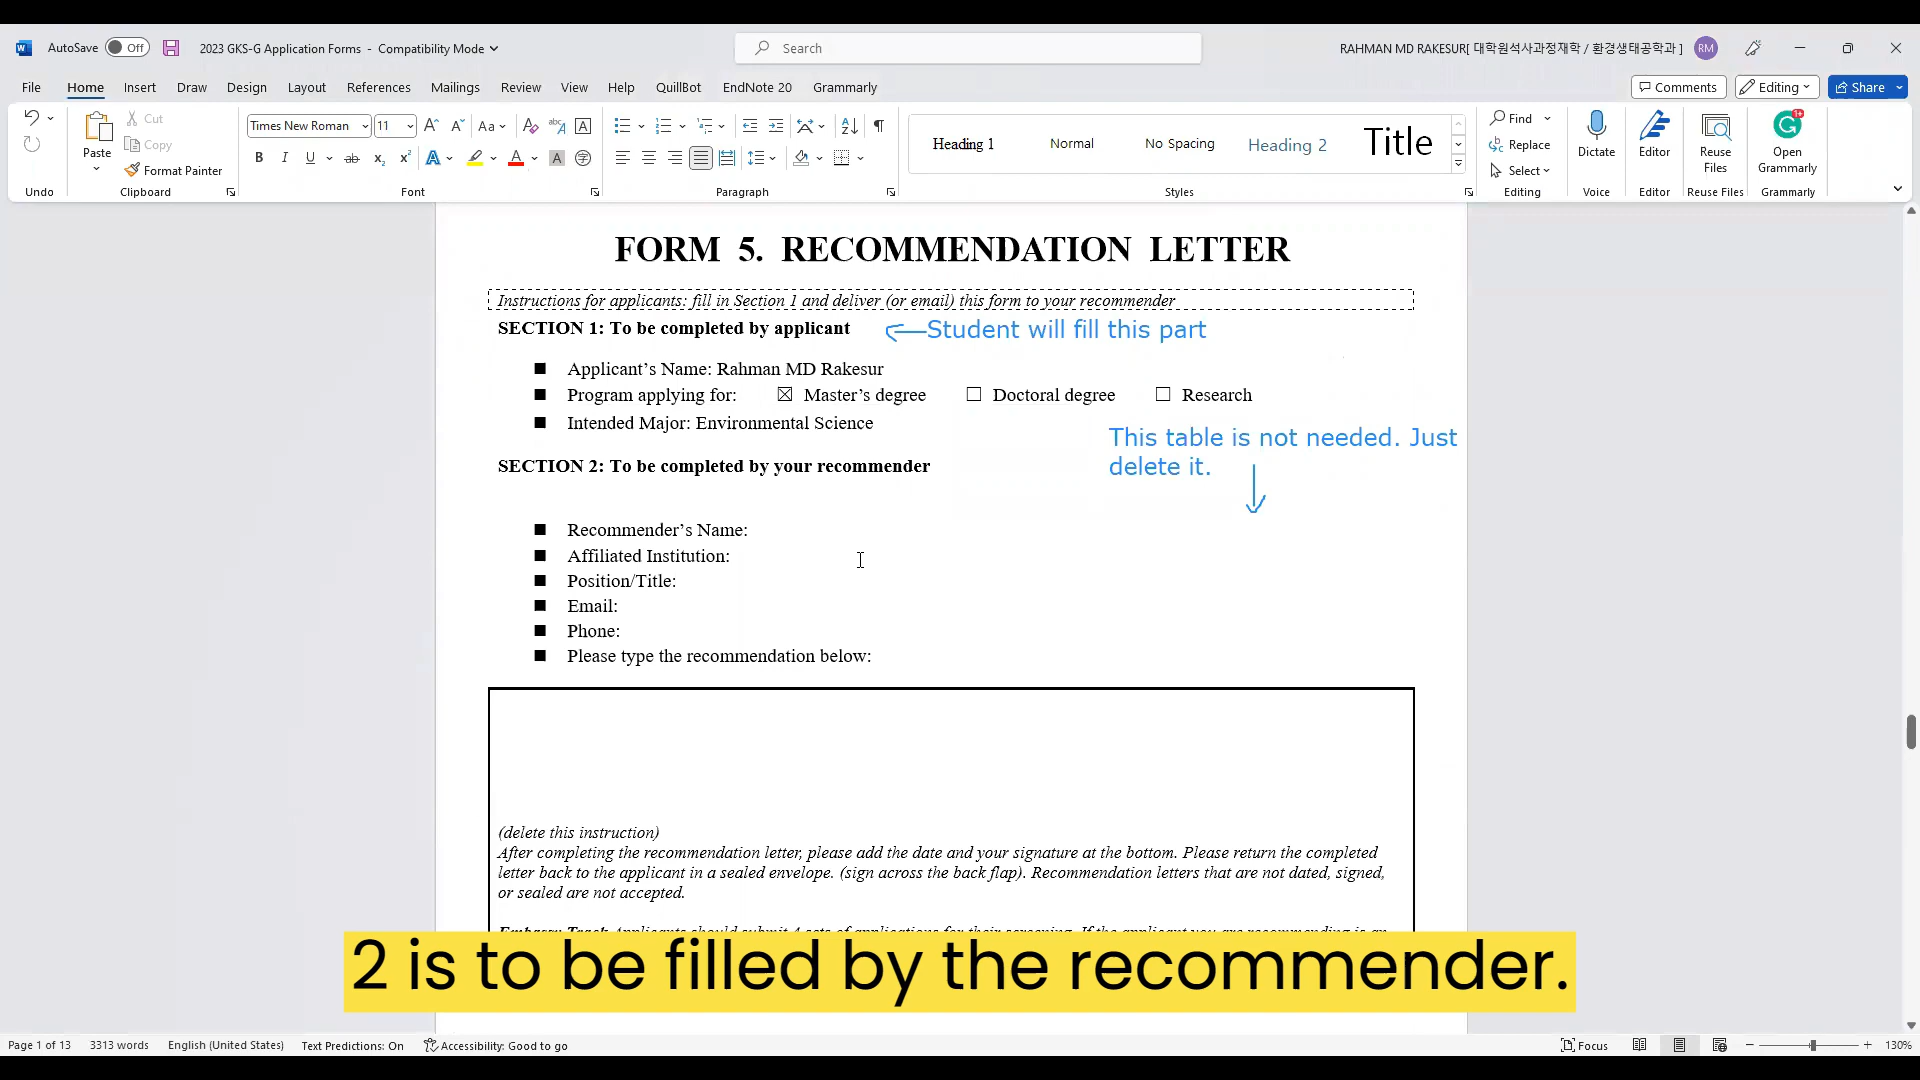 AutoSave Off 2023 GKS-G Application Forms - Compatibility Mode Search RAHMAN MD RAKESUR[ 대학원석사과정재학 / 환경생태공학과 ] RM
File Home Insert Draw Design Layout References Mailings Review View Help QuillBot EndNote 20 Grammarly Comments Editing Share
Paste Cut Copy Format Painter
Times New Roman 11
Heading 1 Normal No Spacing Heading 2 Title
Find Replace Select
Dictate Editor Reuse Files Open Grammarly
Undo Clipboard Font Paragraph Styles Editing Voice Editor Reuse Files Grammarly
FORM 5. RECOMMENDATION LETTER
Instructions for applicants: fill in Section 1 and deliver (or email) this form to your recommender
SECTION 1: To be completed by applicant Student will fill this part
Applicant’s Name: Rahman MD Rakesur
Program applying for: ☒ Master’s degree ☐ Doctoral degree ☐ Research
Intended Major: Environmental Science
This table is not needed. Just
delete it.
SECTION 2: To be completed by your recommender
Recommender’s Name:
Affiliated Institution:
Position/Title:
Email:
Phone:
Please type the recommendation below:
(delete this instruction)
After completing the recommendation letter, please add the date and your signature at the bottom. Please return the completed
letter back to the applicant in a sealed envelope. (sign across the back flap). Recommendation letters that are not dated, signed,
or sealed are not accepted.
2 is to be filled by the recommender.
Page 1 of 13 3313 words English (United States) Text Predictions: On Accessibility: Good to go Focus 130%